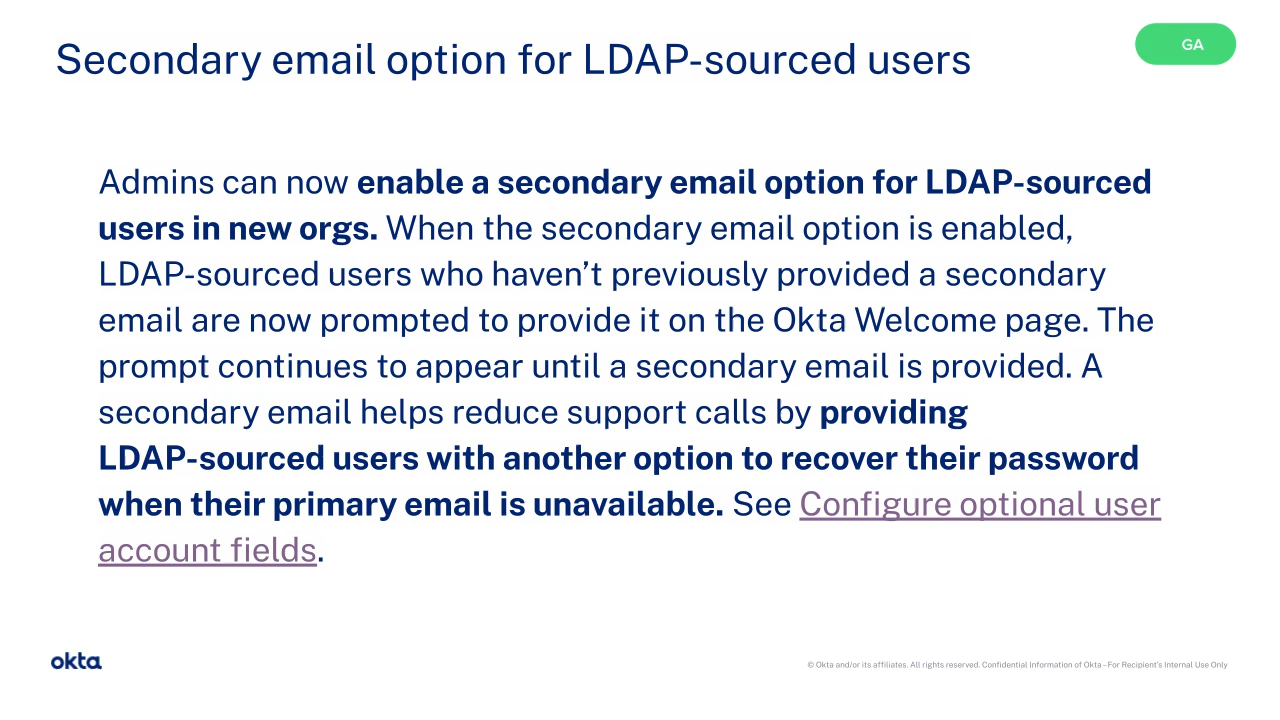 Secondary email option for LDAP-sourced users
GA
Admins can now enable a secondary email option for LDAP-sourced
users in new orgs. When the secondary email option is enabled,
LDAP-sourced users who haven’t previously provided a secondary
email are now prompted to provide it on the Okta Welcome page. The
prompt continues to appear until a secondary email is provided. A
secondary email helps reduce support calls by providing
LDAP-sourced users with another option to recover their password
when their primary email is unavailable. See Configure optional user
account fields.
okta
© Okta and/or its affiliates. All rights reserved. Confidential Information of Okta – For Recipient’s Internal Use Only